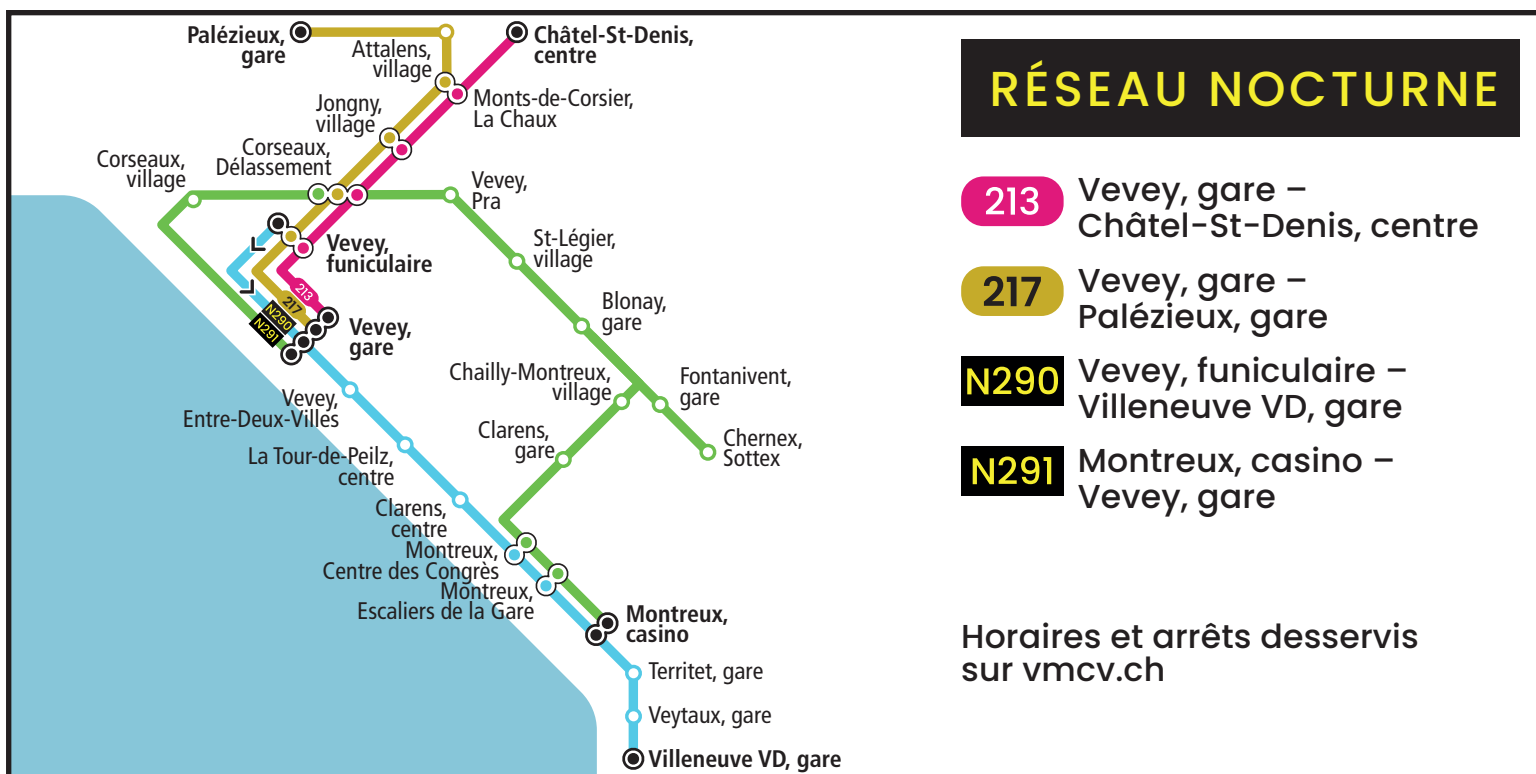 Palézieux,
gare
Attalens,
village
Châtel-St-Denis,
centre
Monts-de-Corsier,
La Chaux
Jongny,
village
Corseaux,
Délassement
Corseaux,
village
Vevey,
Pra
Vevey,
funiculaire
St-Légier,
village
213
217
N290
N291
Vevey,
gare
Blonay,
gare
Chailly-Montreux,
village
Fontanivent,
gare
Vevey,
Entre-Deux-Villes
Clarens,
gare
Chernex,
Sottex
La Tour-de-Peilz,
centre
Clarens,
centre
Montreux,
Centre des Congrès
Montreux,
Escaliers de la Gare
Montreux,
casino
Territet, gare
Veytaux, gare
Villeneuve VD, gare
RÉSEAU NOCTURNE
213 Vevey, gare –
Châtel-St-Denis, centre
217 Vevey, gare –
Palézieux, gare
N290 Vevey, funiculaire –
Villeneuve VD, gare
N291 Montreux, casino –
Vevey, gare
Horaires et arrêts desservis
sur vmcv.ch